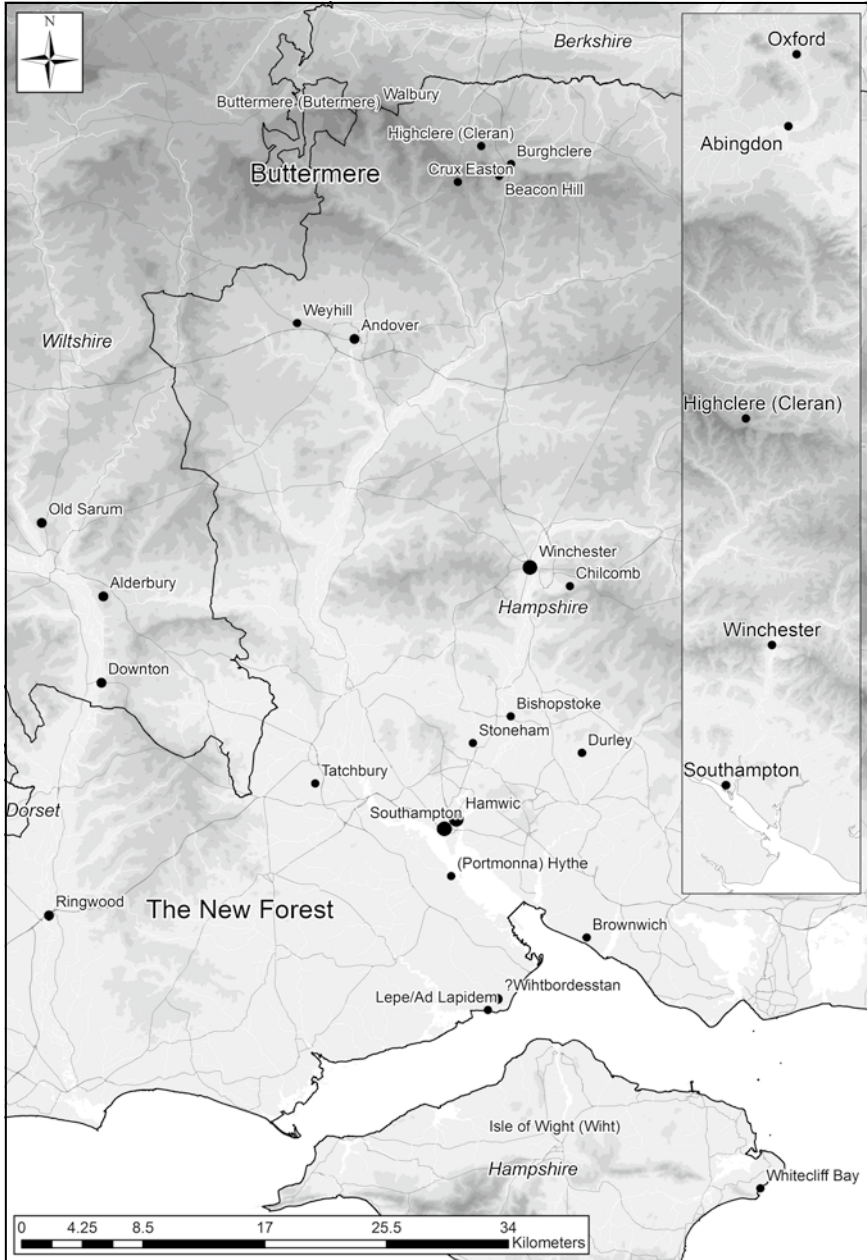 N
Berkshire
Oxford
Walbury
Buttermere (Butermere)
Abingdon
Highclere (Cleran)
Burghclere
Crux Easton
Buttermere
Beacon Hill
Weyhill
Andover
Wiltshire
Highclere (Cleran)
Old Sarum
Winchester
Chilcomb
Alderbury
Hampshire
Winchester
Downton
Bishopstoke
Stoneham
Durley
Southampton
Tatchbury
Dorset
Hamwic
Southampton
(Portmonna) Hythe
Ringwood
The New Forest
Brownwich
?Wihtbordesstan
Lepe/Ad Lapidem
Isle of Wight (Wiht)
Hampshire
Whitecliff Bay
0 4.25 8.5 17 25.5 34
Kilometers